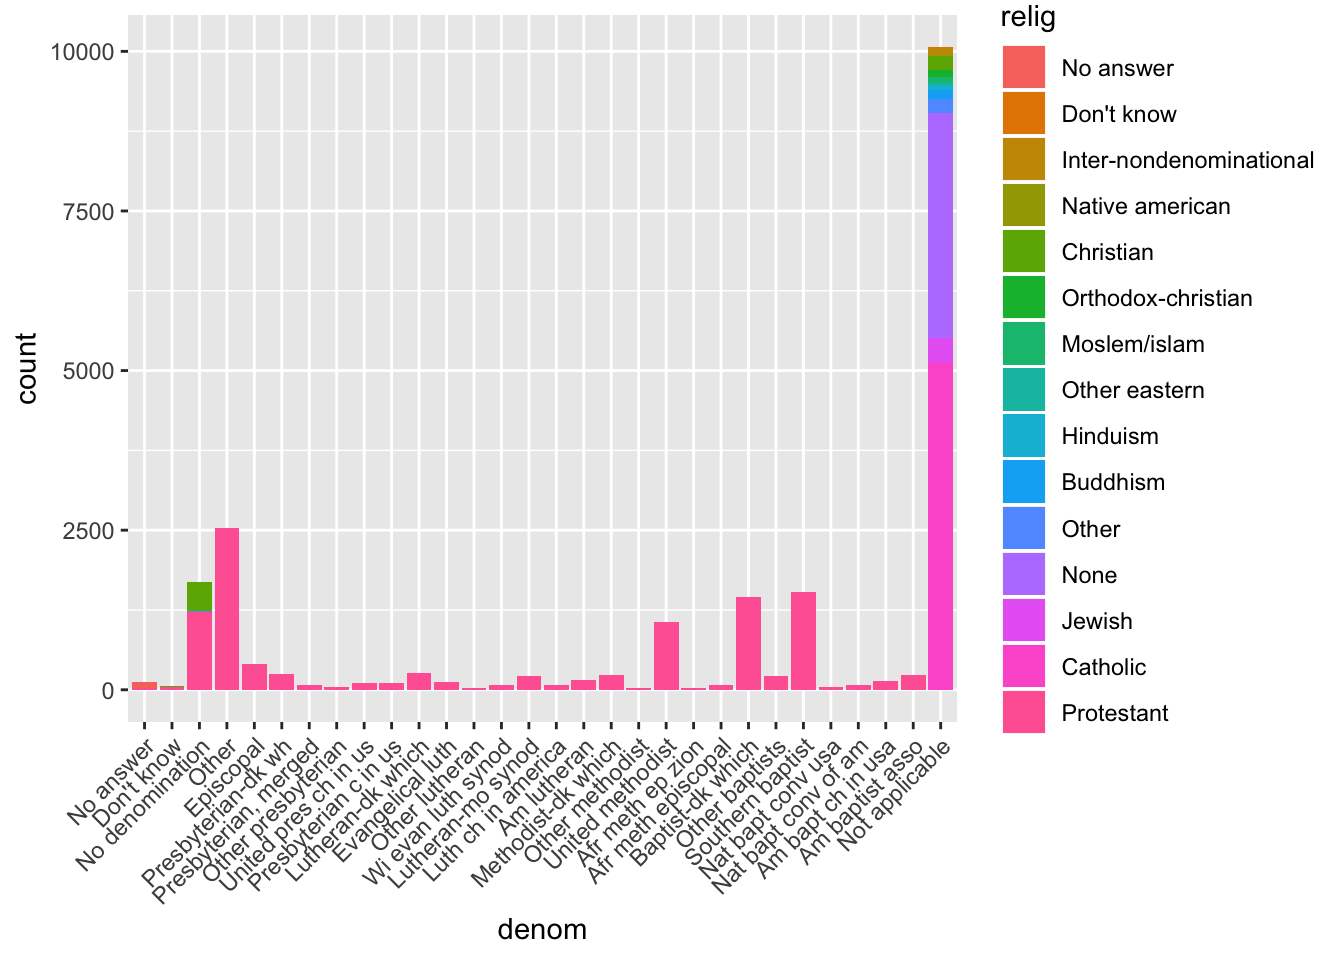 10000
7500
5000
2500
0
count
No answer
Don't know
No denomination
Other
Episcopal
Presbyterian-dk wh
Presbyterian, merged
Other presbyterian
United pres ch in us
Presbyterian c in us
Lutheran-dk which
Evangelical luth
Other lutheran
Wi evan luth synod
Lutheran-mo synod
Luth ch in america
Am lutheran
Methodist-dk which
Other methodist
United methodist
Afr meth ep zion
Afr meth episcopal
Baptist-dk which
Other baptists
Southern baptist
Nat bapt conv usa
Nat bapt conv of am
Am bapt ch in usa
Am baptist asso
Not applicable
denom
relig
No answer
Don't know
Inter-nondenominational
Native american
Christian
Orthodox-christian
Moslem/islam
Other eastern
Hinduism
Buddhism
Other
None
Jewish
Catholic
Protestant